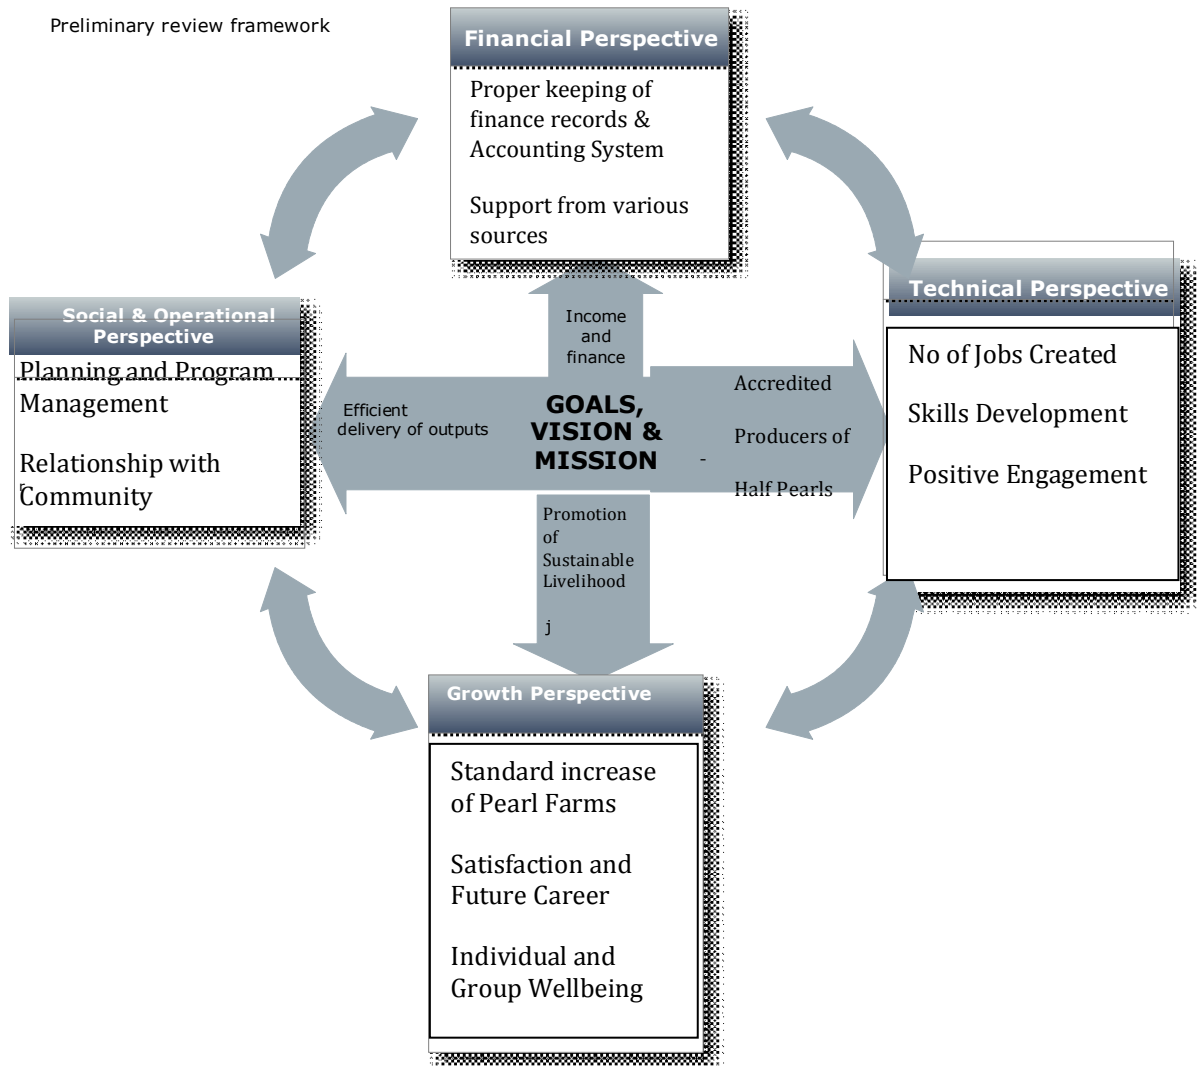 Preliminary review framework
Financial Perspective
Proper keeping of
finance records &
Accounting System
Support from various
sources
Social & Operational
Perspective
Planning and Program
Management
Relationship with
Community
r
Technical Perspective
No of Jobs Created
Skills Development
Positive Engagement
Income
and
finance
Efficient
delivery of outputs
GOALS,
VISION &
MISSION
Accredited
Producers of
-
Half Pearls
Promotion
of
Sustainable
Livelihood
j
Growth Perspective
Standard increase
of Pearl Farms
Satisfaction and
Future Career
Individual and
Group Wellbeing